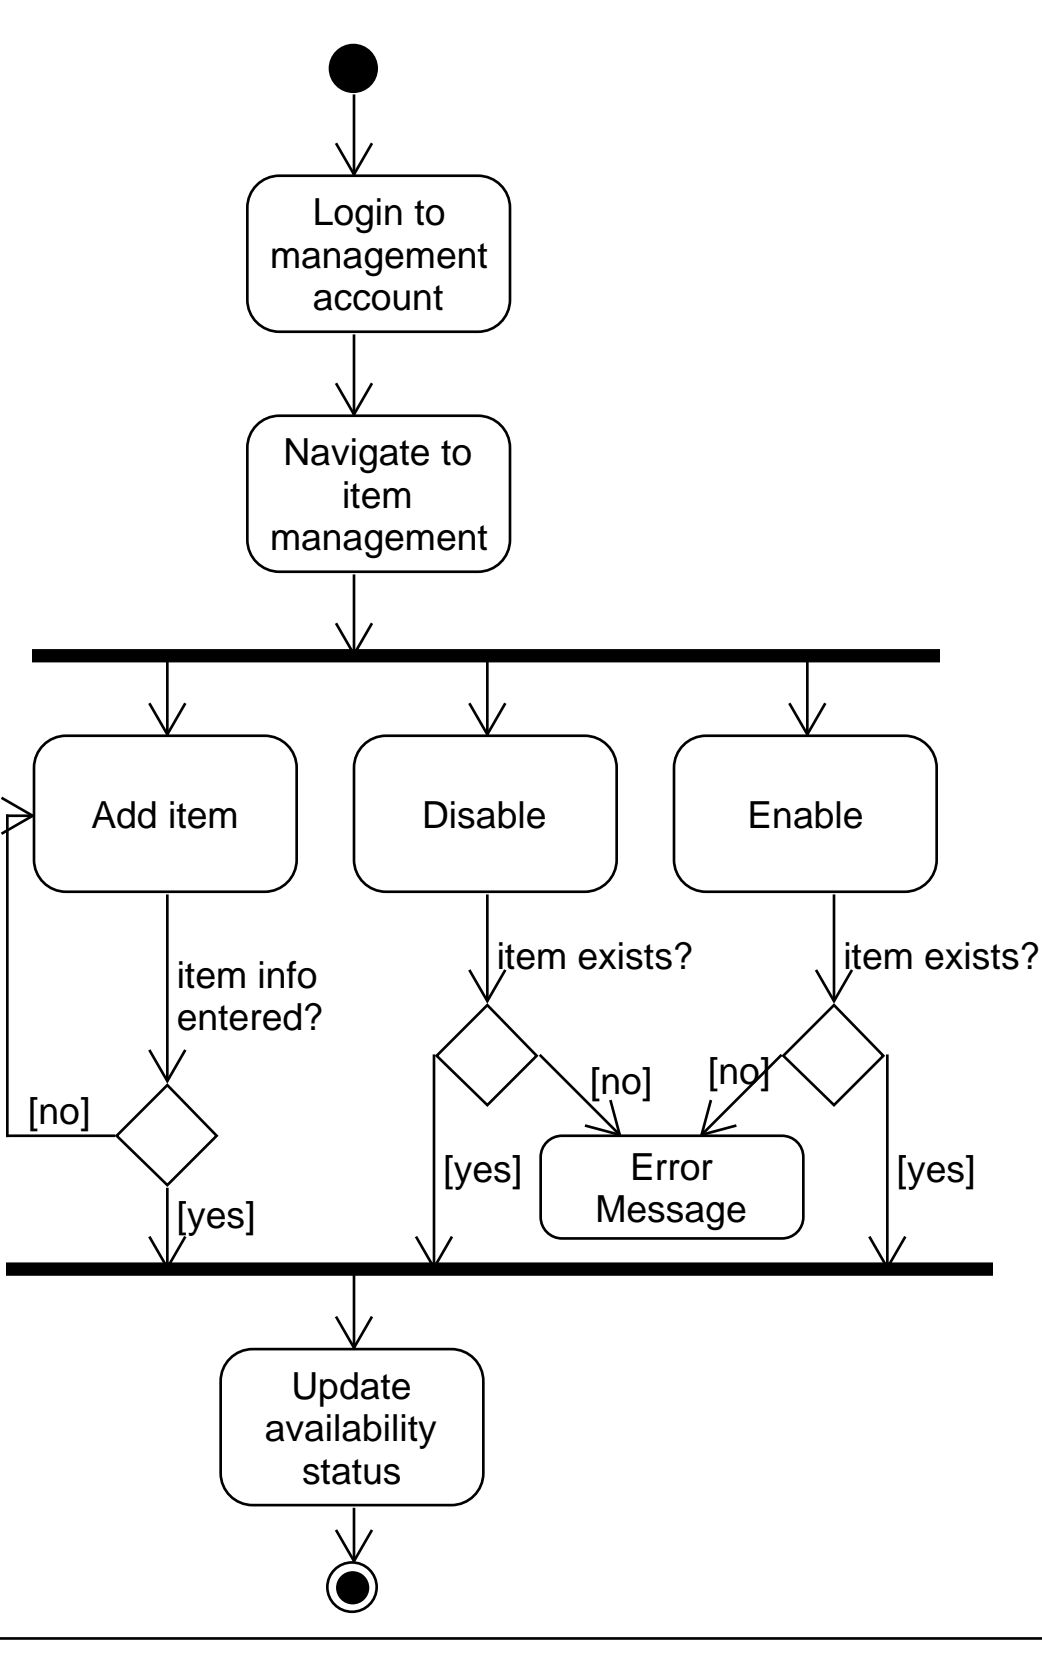 Login to
management
account
Navigate to
item
management
Add item
Disable
Enable
item exists?
item exists?
item info
entered?
[no]
[no]
[no]
[yes]
[yes]
[yes]
Error
Message
Update
availability
status